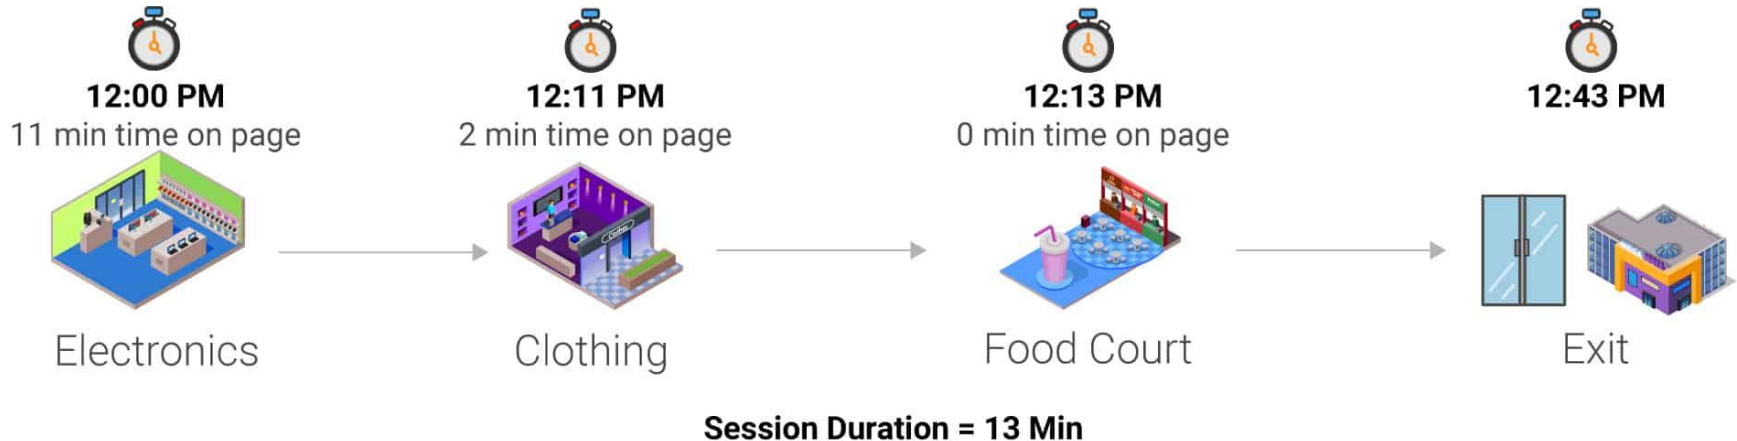 12:00 PM
11 min time on page
Electronics
12:11 PM
2 min time on page
Clothing
12:13 PM
0 min time on page
Food Court
12:43 PM
Exit
Session Duration = 13 Min